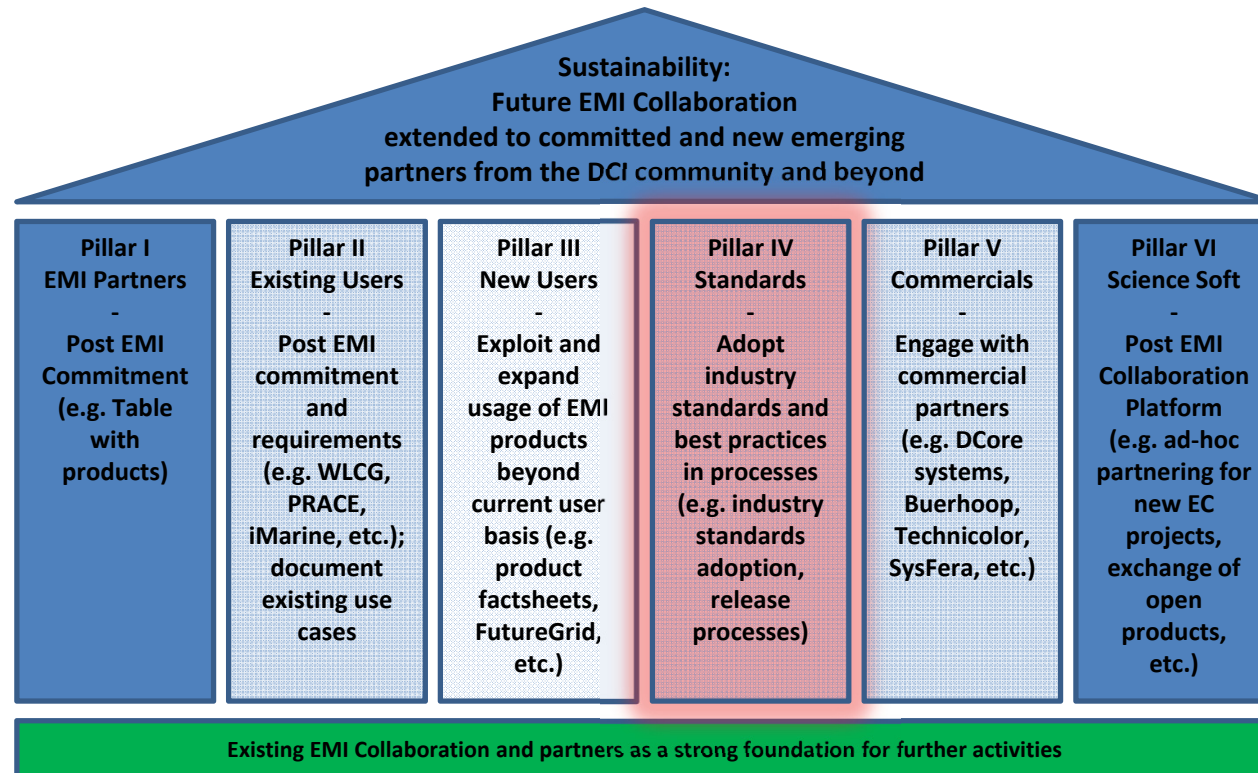 Sustainability:
Future EMI Collaboration
extended to committed and new emerging
partners from the DCI community and beyond
Pillar I
EMI Partners
-
Post EMI
Commitment
(e.g. Table
with
products)
Pillar II
Existing Users
-
Post EMI
commitment
and
requirements
(e.g. WLCG,
PRACE,
iMarine, etc.);
document
existing use
cases
Pillar III
New Users
-
Exploit and
expand
usage of EMI
products
beyond
current user
basis (e.g.
product
factsheets,
FutureGrid,
etc.)
Pillar IV
Standards
-
Adopt
industry
standards and
best practices
in processes
(e.g. industry
standards
adoption,
release
processes)
Pillar V
Commercials
-
Engage with
commercial
partners
(e.g. DCore
systems,
Buerhoop,
Technicolor,
SysFera, etc.)
Pillar VI
Science Soft
-
Post EMI
Collaboration
Platform
(e.g. ad-hoc
partnering for
new EC
projects,
exchange of
open
products,
etc.)
Existing EMI Collaboration and partners as a strong foundation for further activities